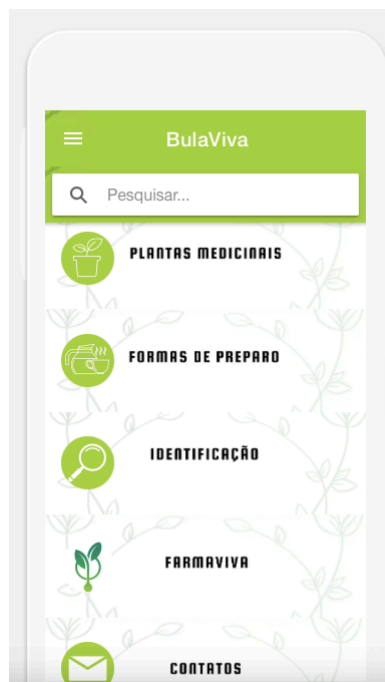 BulaViva
Pesquisar...
PLANTAS MEDICINAIS
FORMAS DE PREPARO
IDENTIFICAÇÃO
FARMAVIVA
CONTATOS